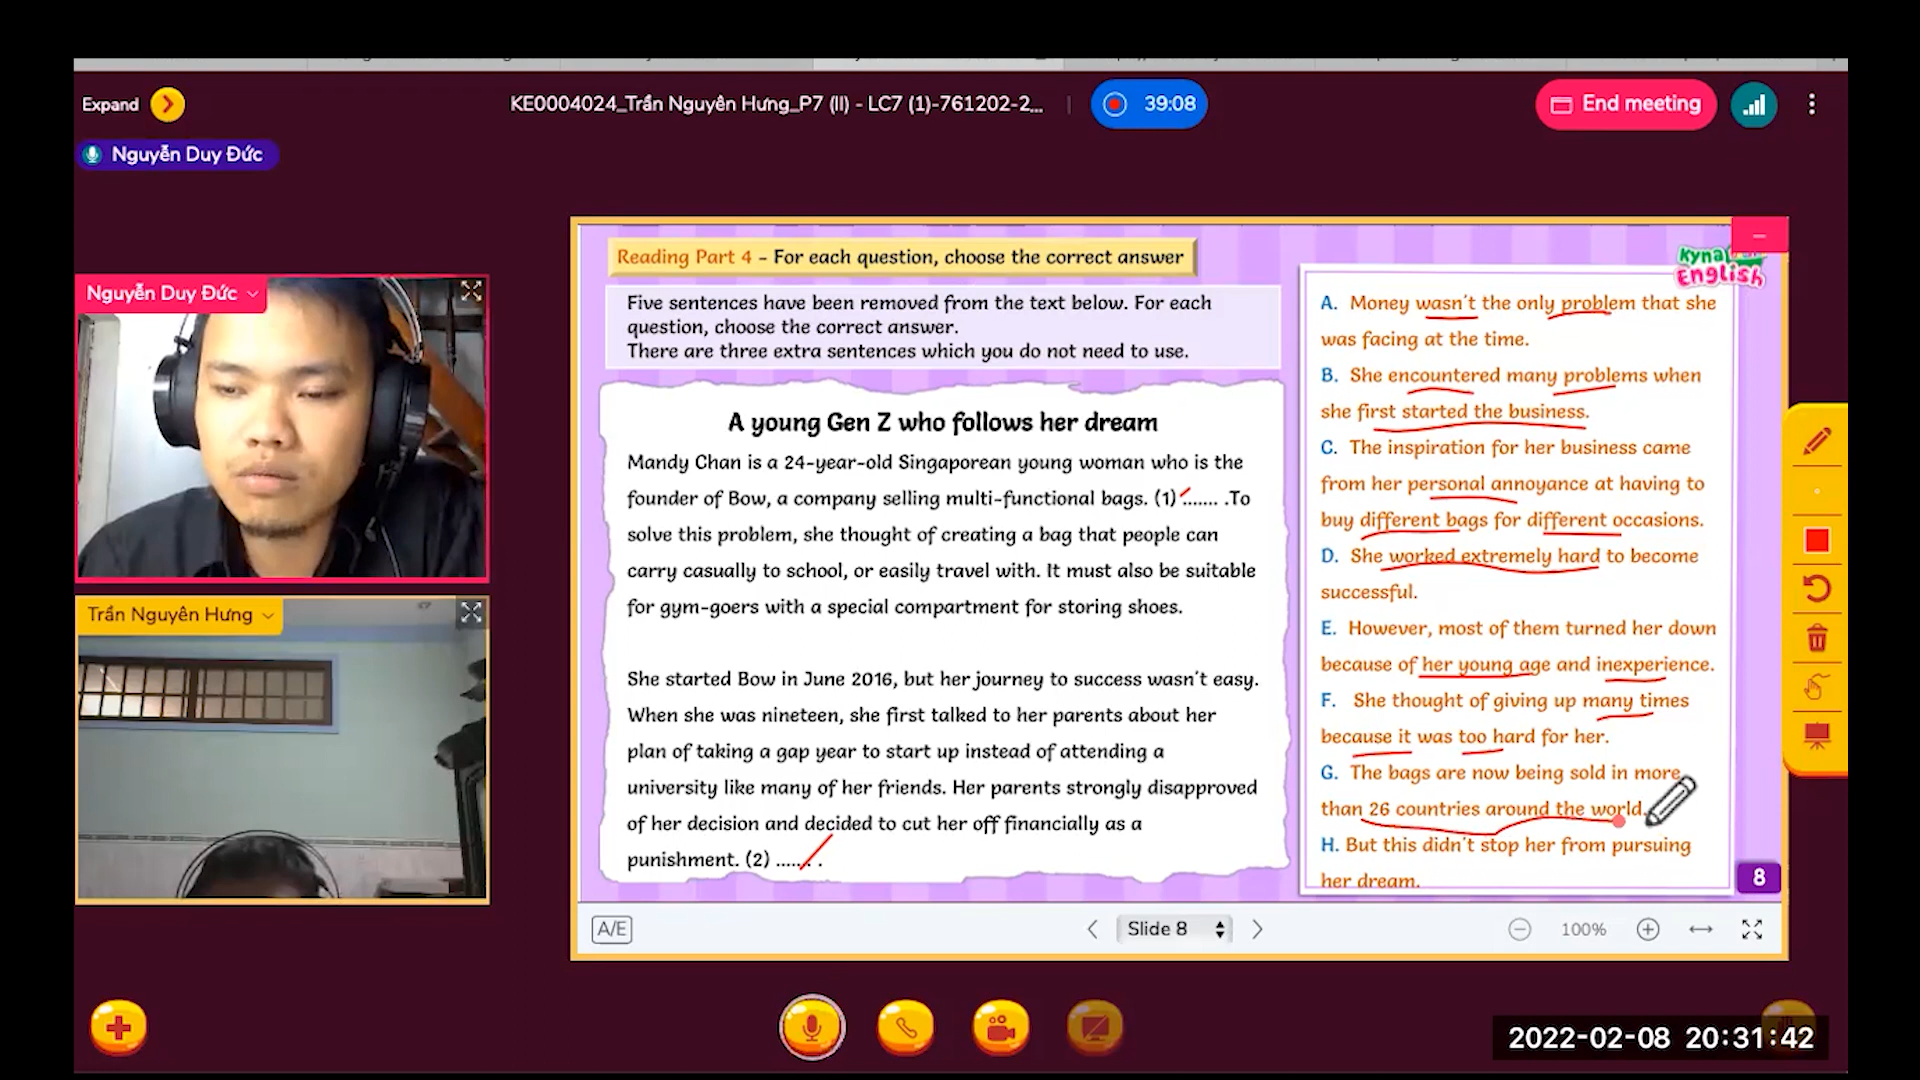 Expand
KE0004024_Trần Nguyên Hưng_P7 (II) - LC7 (1)-761202-2...
39:08
End meeting
Nguyễn Duy Đức
Nguyễn Duy Đức
Trần Nguyên Hưng
Reading Part 4 - For each question, choose the correct answer
Kyna
English
Five sentences have been removed from the text below. For each
question, choose the correct answer.
There are three extra sentences which you do not need to use.
A young Gen Z who follows her dream
Mandy Chan is a 24-year-old Singaporean young woman who is the
founder of Bow, a company selling multi-functional bags. (1) ....... .To
solve this problem, she thought of creating a bag that people can
carry casually to school, or easily travel with. It must also be suitable
for gym-goers with a special compartment for storing shoes.
She started Bow in June 2016, but her journey to success wasn't easy.
When she was nineteen, she first talked to her parents about her
plan of taking a gap year to start up instead of attending a
university like many of her friends. Her parents strongly disapproved
of her decision and decided to cut her off financially as a
punishment. (2) ....... .
A. Money wasn't the only problem that she
was facing at the time.
B. She encountered many problems when
she first started the business.
C. The inspiration for her business came
from her personal annoyance at having to
buy different bags for different occasions.
D. She worked extremely hard to become
successful.
E. However, most of them turned her down
because of her young age and inexperience.
F. She thought of giving up many times
because it was too hard for her.
G. The bags are now being sold in more
than 26 countries around the world.
H. But this didn't stop her from pursuing
her dream.
8
A/E
Slide 8
100%
2022-02-08 20:31:42